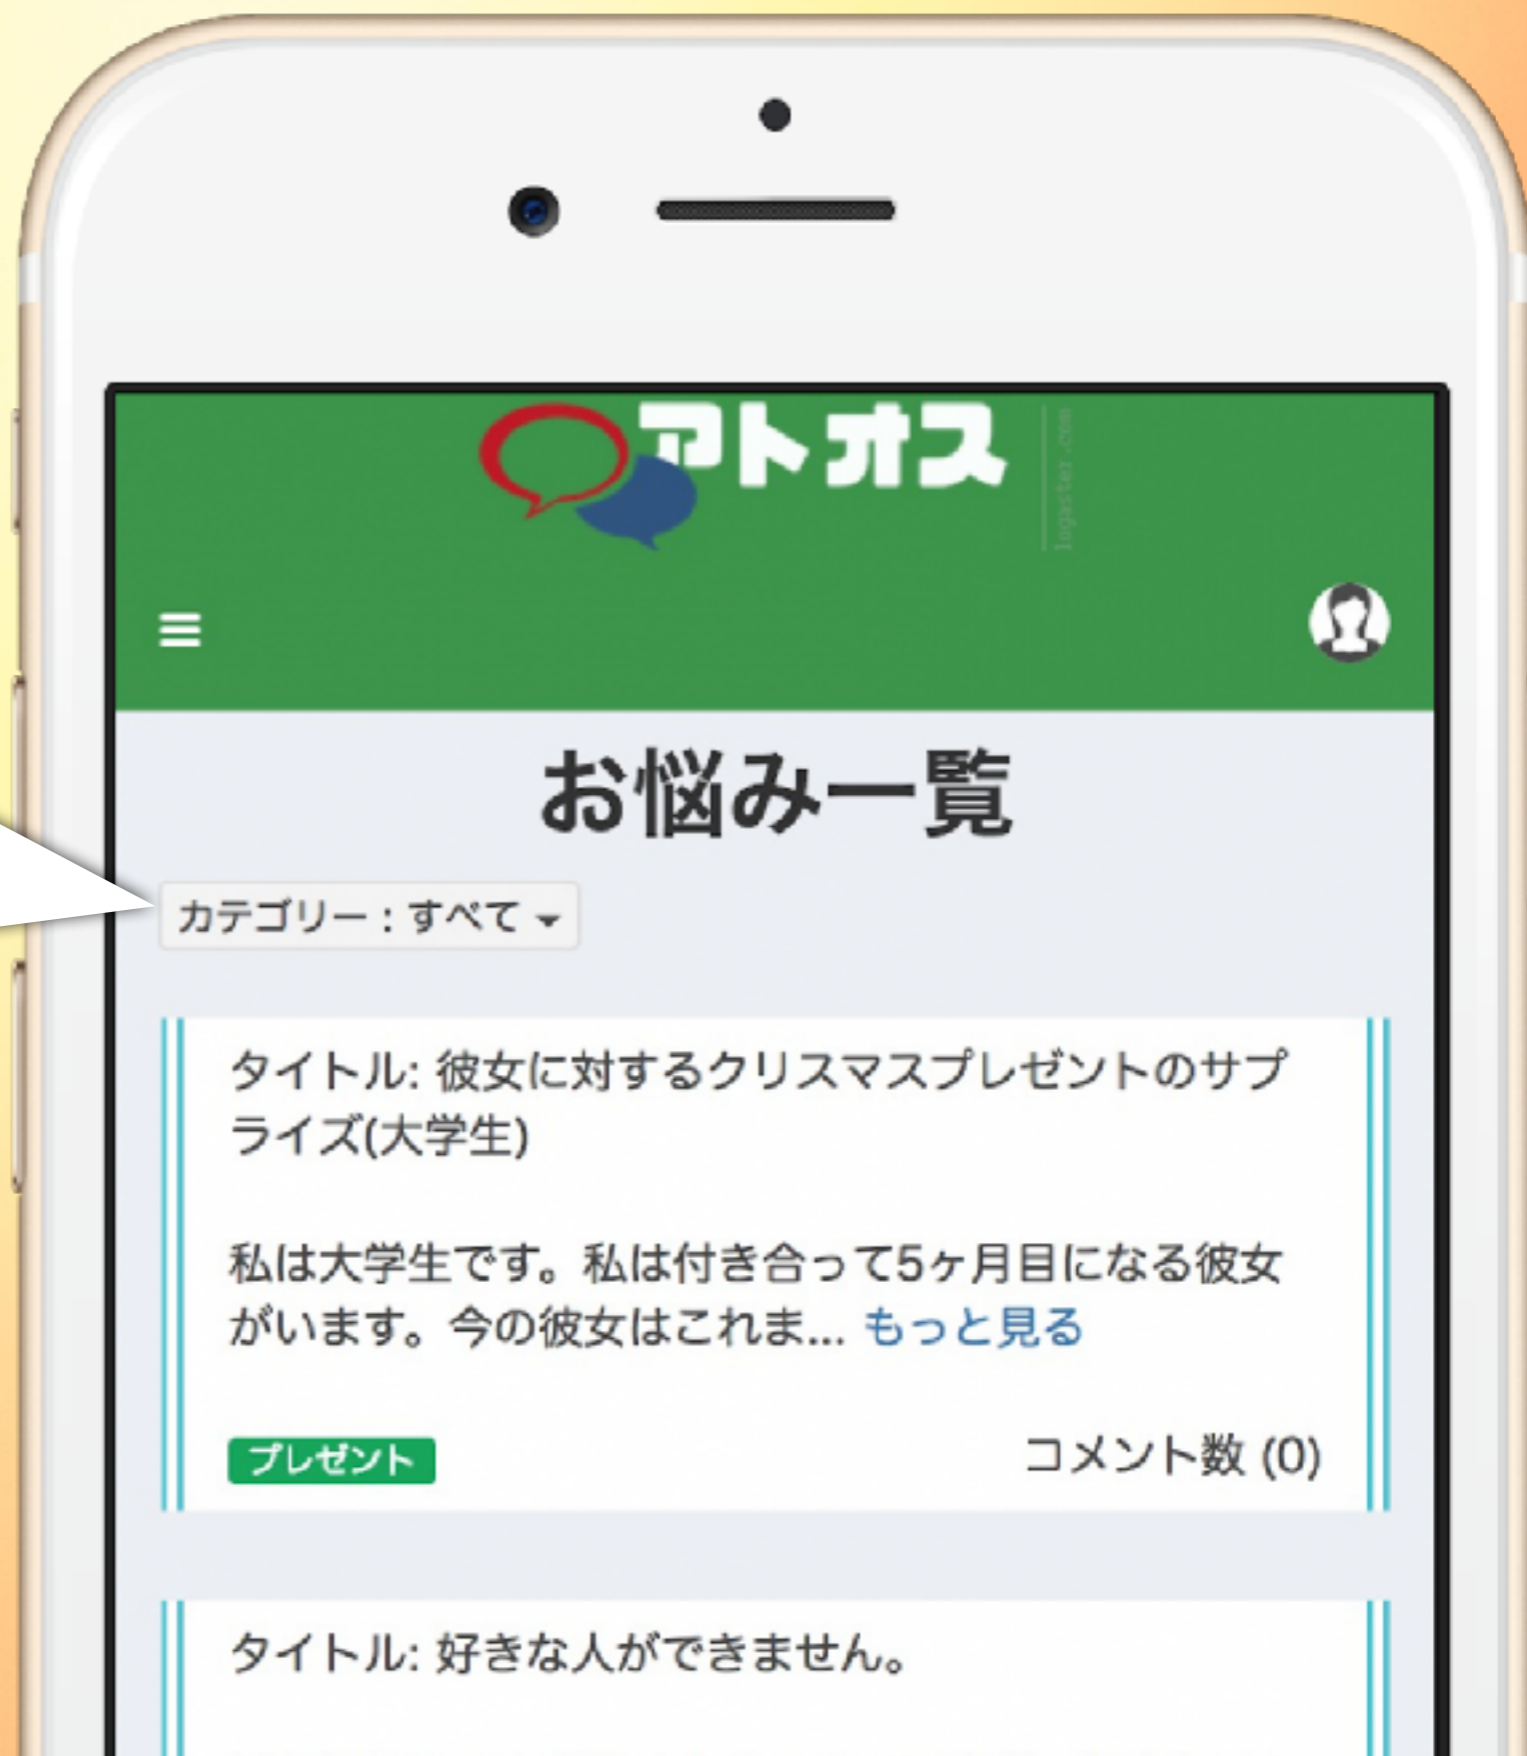 アトオス
logaster.com
お悩み一覧
カテゴリー : すべて
タイトル: 彼女に対するクリスマスプレゼントのサプ
ライズ(大学生)
私は大学生です。私は付き合って5ヶ月目になる彼女
がいます。今の彼女はこれま... もっと見る
プレゼント
コメント数 (0)
タイトル: 好きな人ができません。